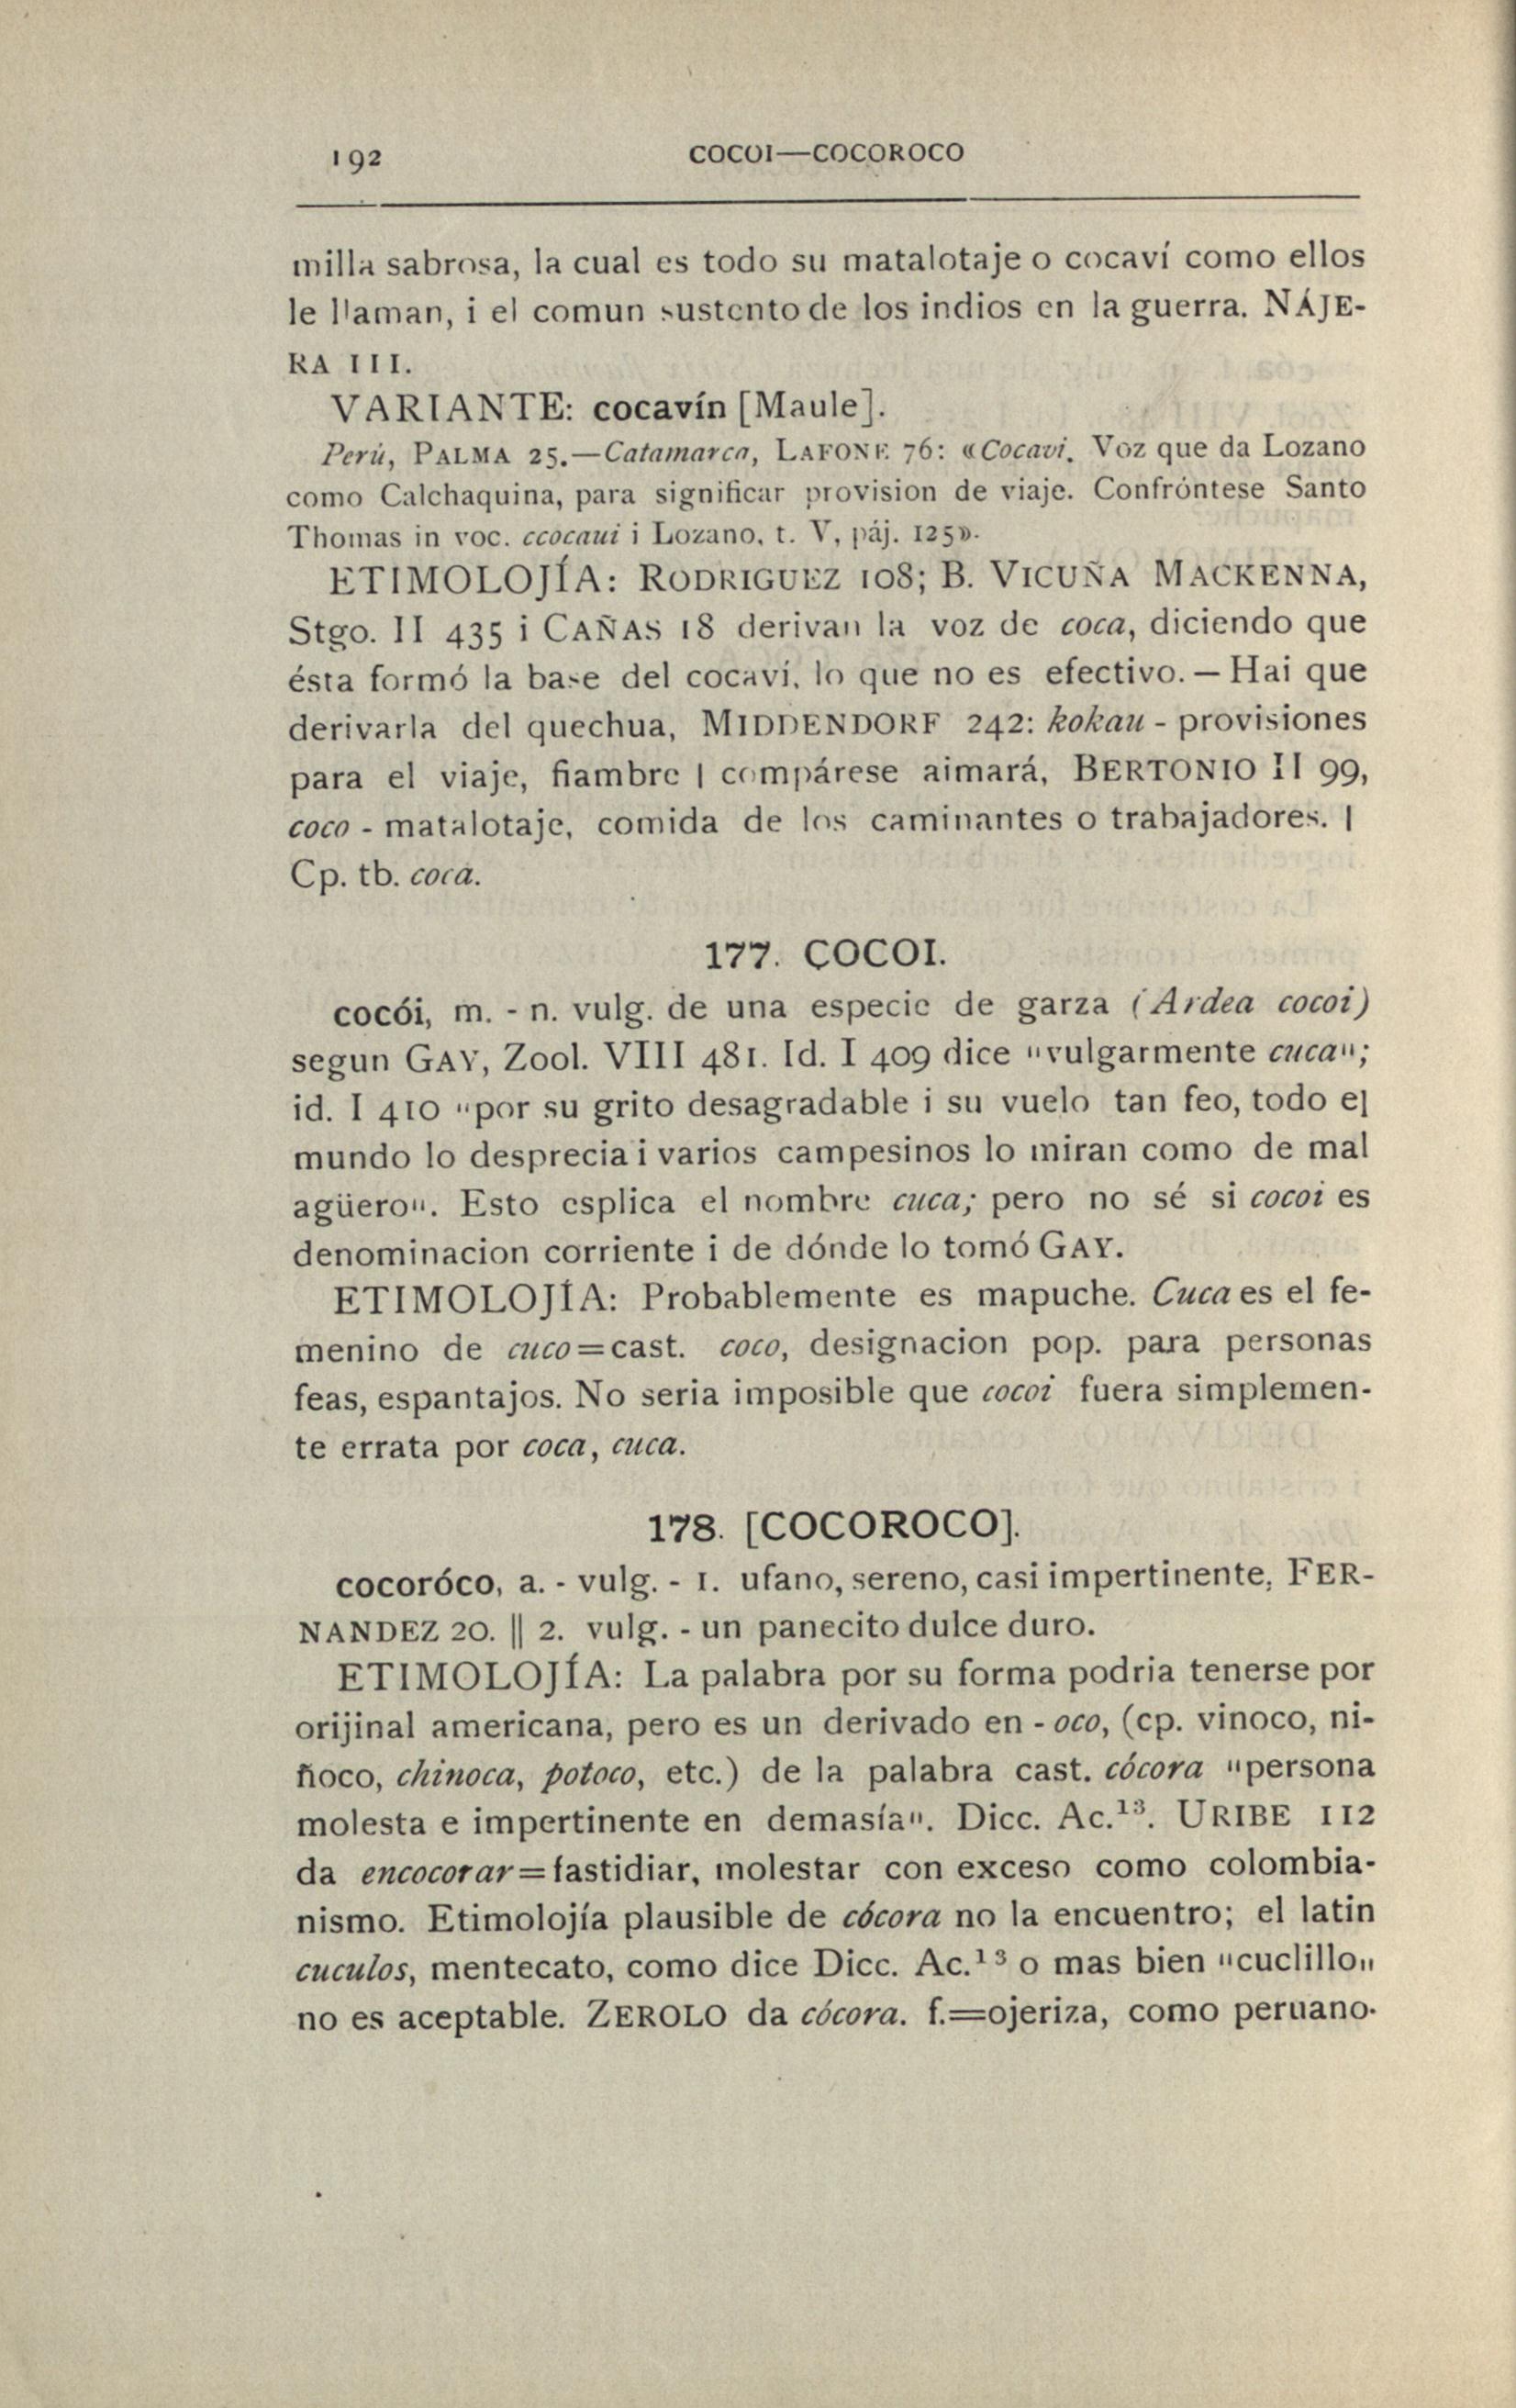 192
COCOI—COCOROCO
milla sabrosa, la cual es todo su matalotaje o cocaví como ellos
le llaman, i el comun sustento de los indios en la guerra. NÁJE-
RA 111.
VARIANTE: cocavín [Maule].
Perú, PALMA 25.—Catamarca, LAFONE 76: «Cocavi. Voz que da Lozano
como Calchaquina, para significar provision de viaje. Confróntese Santo
Thomas in voc. ccocaui i Lozano, t. V, páj. 125».
ETIMOLOJÍA: RODRIGUEZ 108; B. VICUÑA MACKENNA,
Stgo. II 435 i CAÑAS 18 derivan la voz de coca, diciendo que
ésta formó la base del cocaví, lo que no es efectivo.—Hai que
derivarla del quechua, MIDDENDORF 242: kokau - provisiones
para el viaje, fiambre | compárese aimará, BERTONIO II 99,
coco - matalotaje, comida de los caminantes o trabajadores. |
Cp. tb. coca.
177. COCOI.
cocói, m. - n. vulg. de una especie de garza (Ardea cocoi)
segun GAY, Zool. VIII 481. Id. I 409 dice "vulgarmente cuca";
id. I 410 "por su grito desagradable i su vuelo tan feo, todo el
mundo lo desprecia i varios campesinos lo miran como de mal
agüero". Esto esplica el nombre cuca; pero no sé si cocoi es
denominacion corriente i de dónde lo tomó GAY.
ETIMOLOJÍA: Probablemente es mapuche. Cuca es el fe-
menino de cuco=cast. coco, designacion pop. para personas
feas, espantajos. No seria imposible que cocoi fuera simplemen-
te errata por coca, cuca.
178. [COCOROCO].
cocoróco, a. - vulg. - 1. ufano, sereno, casi impertinente, FER-
NANDEZ 20. || 2. vulg. - un panecito dulce duro.
ETIMOLOJÍA: La palabra por su forma podria tenerse por
orijinal americana, pero es un derivado en - oco, (cp. vinoco, ni-
ñoco, chinoca, potoco, etc.) de la palabra cast. cócora "persona
molesta e impertinente en demasía". Dicc. Ac.¹³. URIBE 112
da encocorar=fastidiar, molestar con exceso como colombia-
nismo. Etimolojía plausible de cócora no la encuentro; el latin
cuculos, mentecato, como dice Dicc. Ac.¹³ o mas bien "cuclillo"
no es aceptable. ZEROLO da cócora. f.=ojeriza, como peruano.